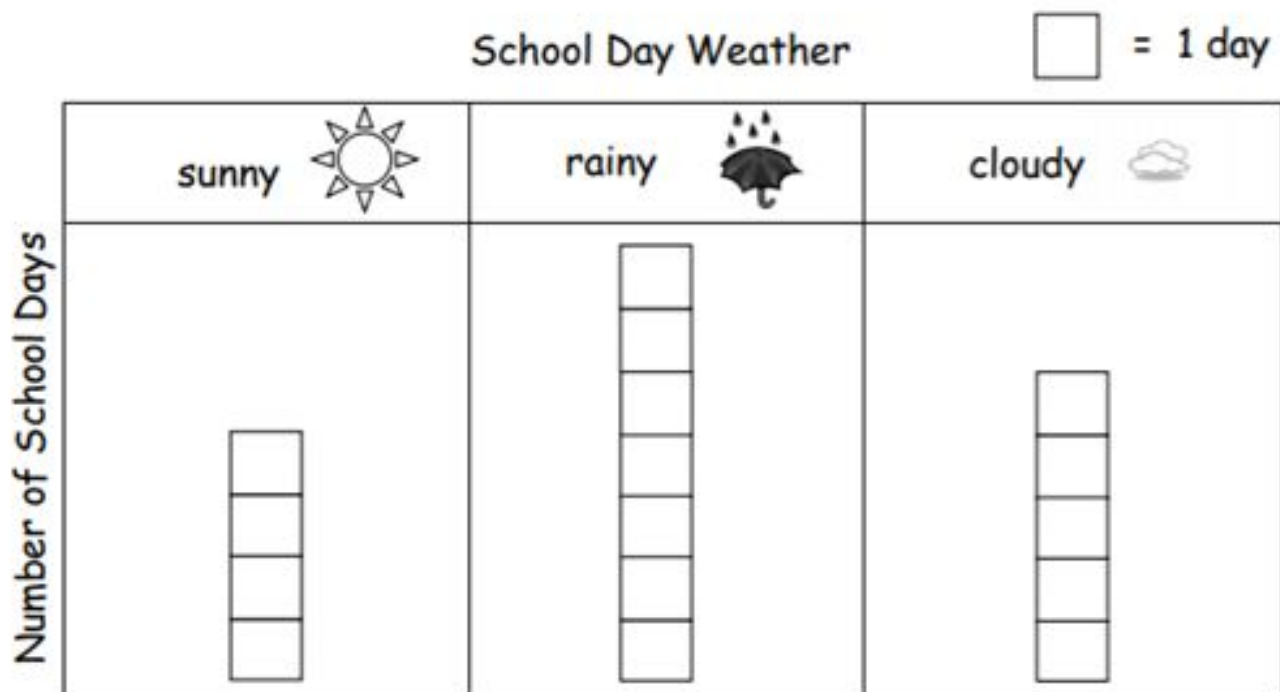 School Day Weather
= 1 day
sunny
rainy
cloudy
Number of School Days